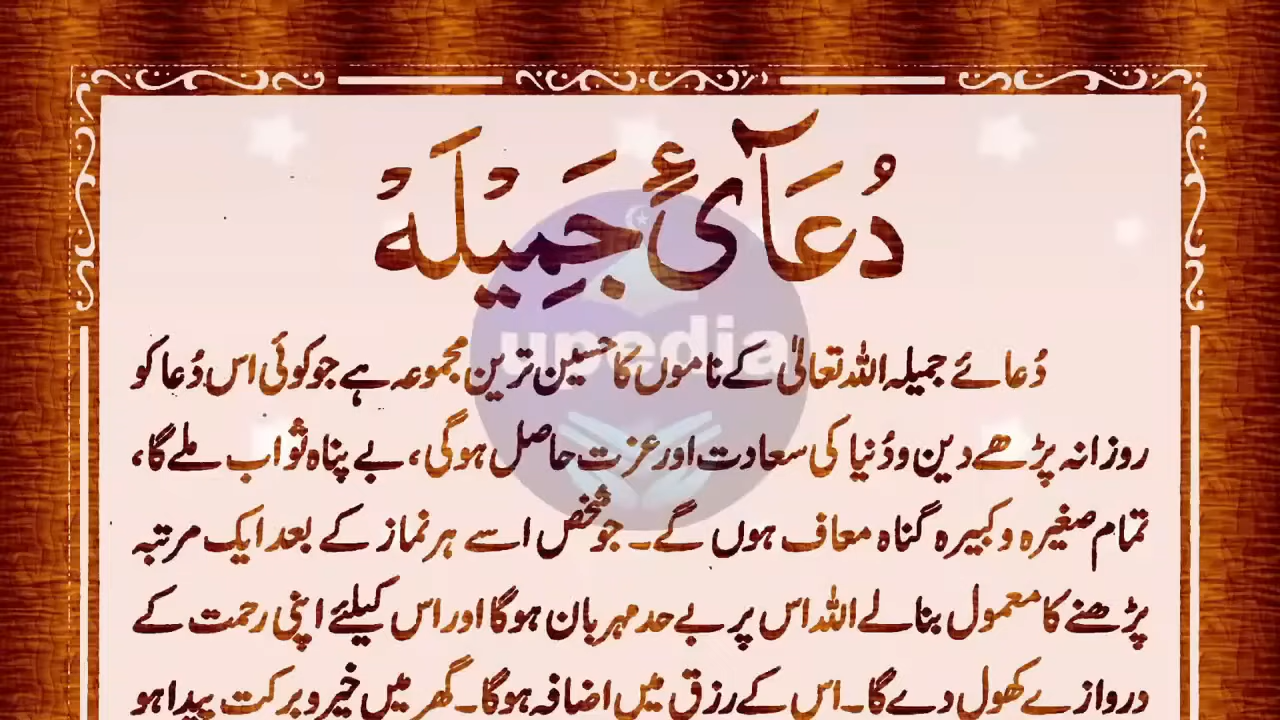 دُعَآئِ جَمِیْلَہْ
upedia
دُعائے جمیلہ اللہ تعالیٰ کے ناموں کا حسین ترین مجموعہ ہے جو کوئی اس دُعا کو
روزانہ پڑھے دین و دُنیا کی سعادت اور عزت حاصل ہوگی، بے پناہ ثواب ملے گا،
تمام صغیرہ و کبیرہ گناہ معاف ہوں گے۔ جو شخص اسے ہر نماز کے بعد ایک مرتبہ
پڑھنے کا معمول بنالے اللہ اس پر بے حد مہربان ہوگا اور اس کیلئے اپنی رحمت کے
دروازے کھول دے گا۔ اس کے رزق میں اضافہ ہوگا۔ گھر میں خیر و برکت پیدا ہو